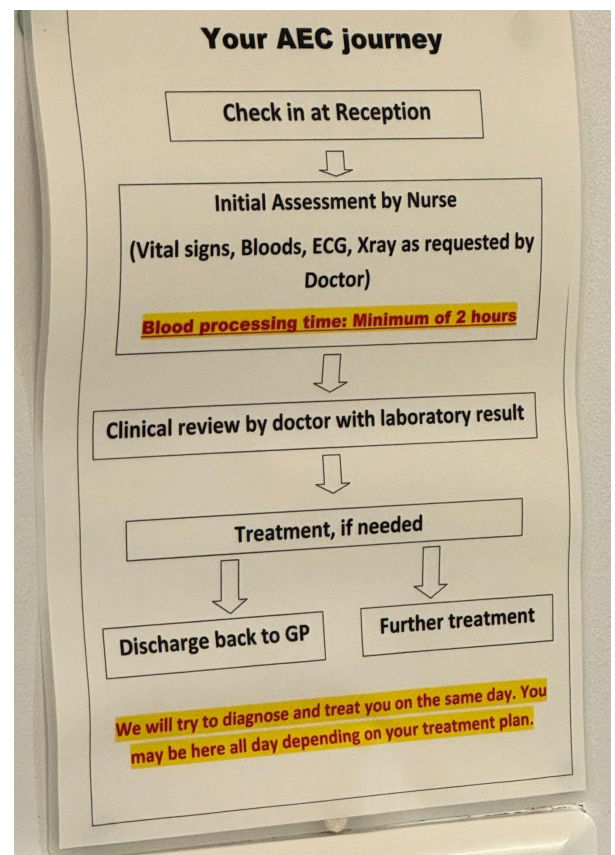 Your AEC journey
Check in at Reception
Initial Assessment by Nurse
(Vital signs, Bloods, ECG, Xray as requested by
Doctor)
Blood processing time: Minimum of 2 hours
Clinical review by doctor with laboratory result
Treatment, if needed
Discharge back to GP
Further treatment
We will try to diagnose and treat you on the same day. You
may be here all day depending on your treatment plan.